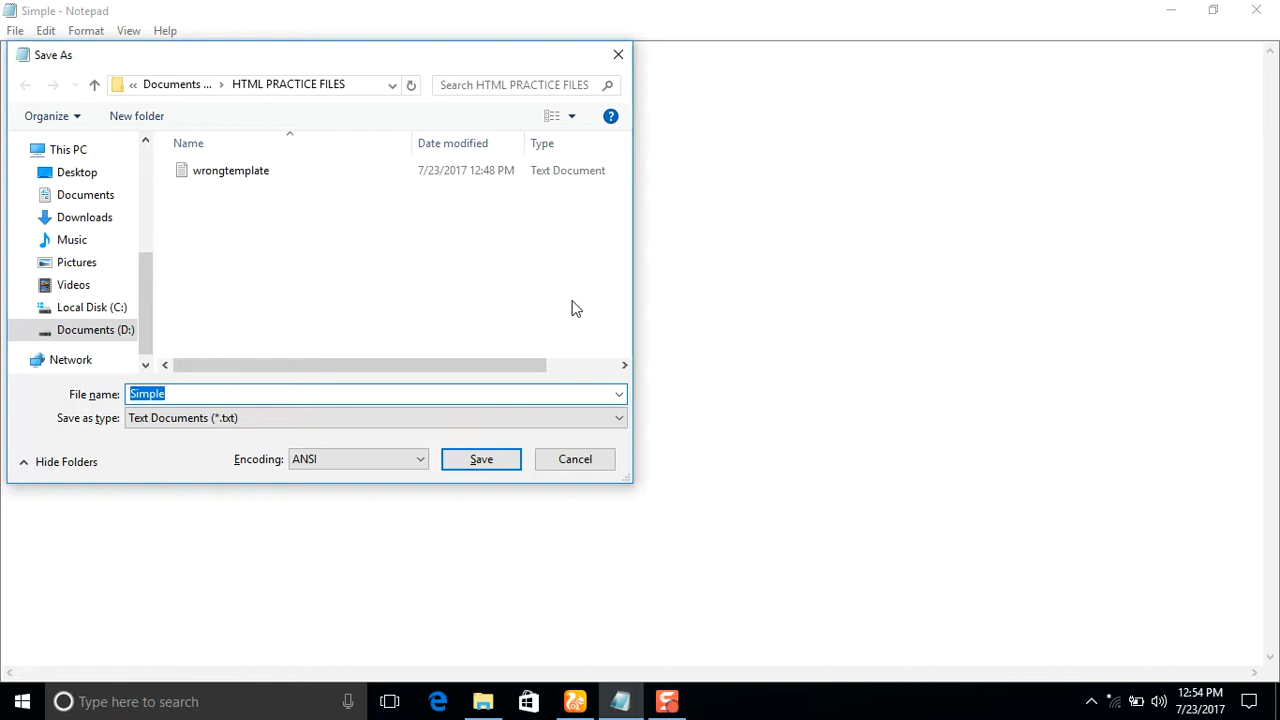 Simple - Notepad
File Edit Format View Help
Save As
« Documents ... › HTML PRACTICE FILES
Search HTML PRACTICE FILES
Organize
New folder
Name
Date modified
Type
This PC
Desktop
Documents
Downloads
Music
Pictures
Videos
Local Disk (C:)
Documents (D:)
Network
wrongtemplate 7/23/2017 12:48 PM Text Document
File name: Simple
Save as type: Text Documents (*.txt)
Hide Folders
Encoding: ANSI
Save
Cancel
Type here to search
12:54 PM
7/23/2017